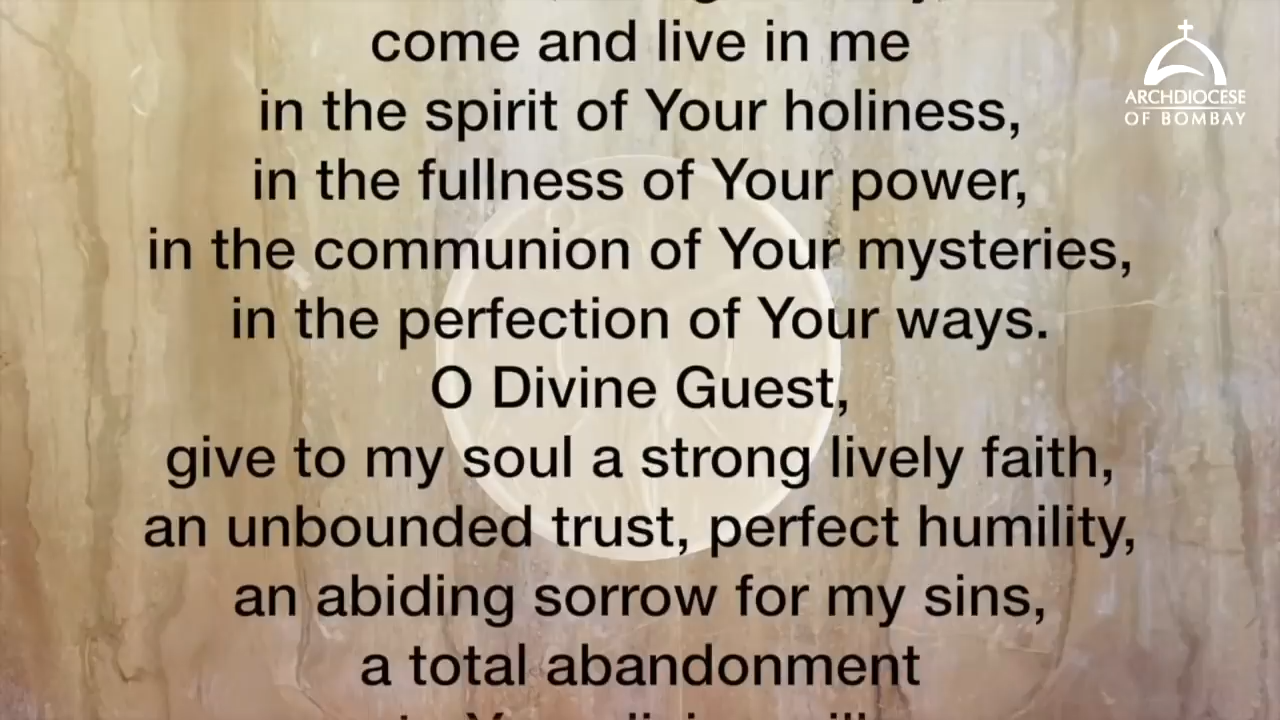 come and live in me
in the spirit of Your holiness,
in the fullness of Your power,
in the communion of Your mysteries,
in the perfection of Your ways.
O Divine Guest,
give to my soul a strong lively faith,
an unbounded trust, perfect humility,
an abiding sorrow for my sins,
a total abandonment
ARCHDIOCESE
OF BOMBAY